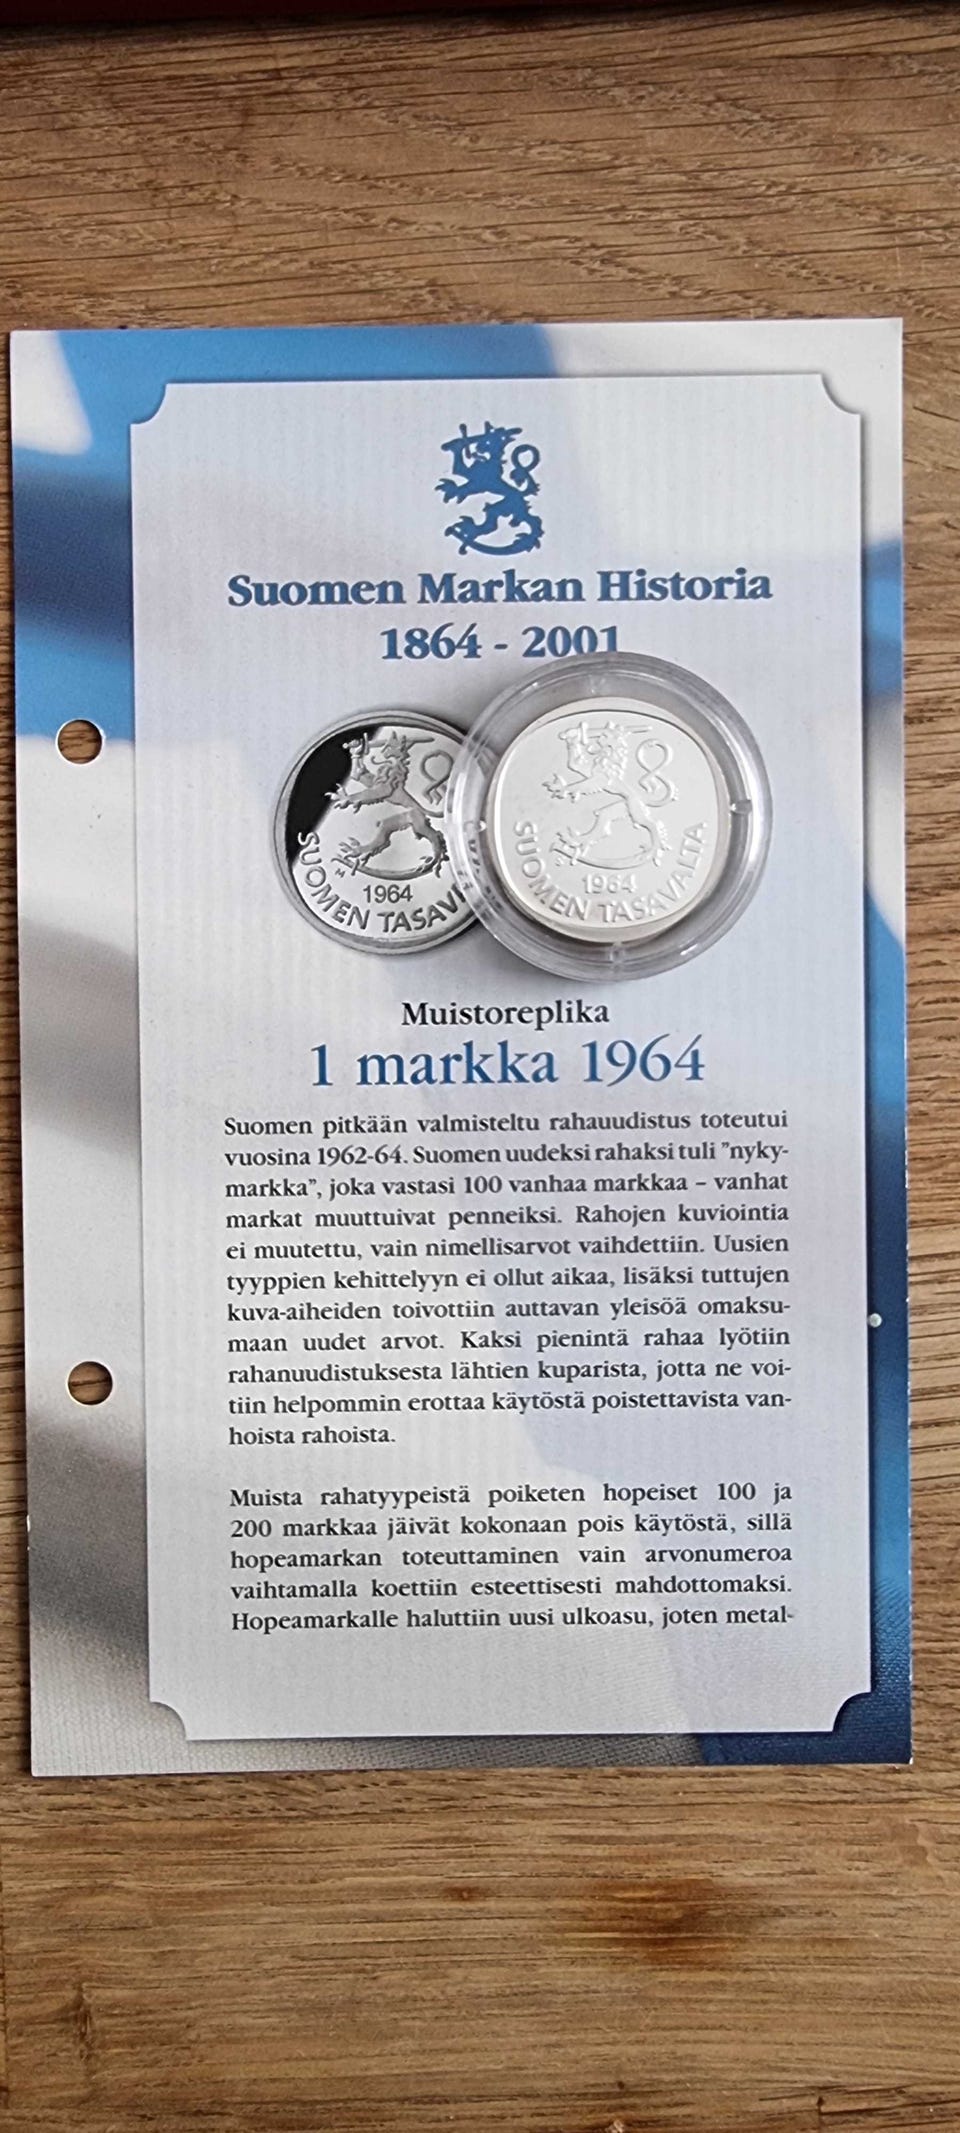 Suomen Markan Historia
1864 - 2001
1964
SUOMEN TASAV
M
1964
SUOMEN TASAVALTA
Muistoreplika
1 markka 1964
Suomen pitkään valmisteltu rahauudistus toteutui
vuosina 1962-64. Suomen uudeksi rahaksi tuli ”nyky-
markka”, joka vastasi 100 vanhaa markkaa – vanhat
markat muuttuivat penneiksi. Rahojen kuviointia
ei muutettu, vain nimellisarvot vaihdettiin. Uusien
tyyppien kehittelyyn ei ollut aikaa, lisäksi tuttujen
kuva-aiheiden toivottiin auttavan yleisöä omaksu-
maan uudet arvot. Kaksi pienintä rahaa lyötiin
rahanuudistuksesta lähtien kuparista, jotta ne voi-
tiin helpommin erottaa käytöstä poistettavista van-
hoista rahoista.
Muista rahatyypeistä poiketen hopeiset 100 ja
200 markkaa jäivät kokonaan pois käytöstä, sillä
hopeamarkan toteuttaminen vain arvonumeroa
vaihtamalla koettiin esteettisesti mahdottomaksi.
Hopeamarkalle haluttiin uusi ulkoasu, joten metal-